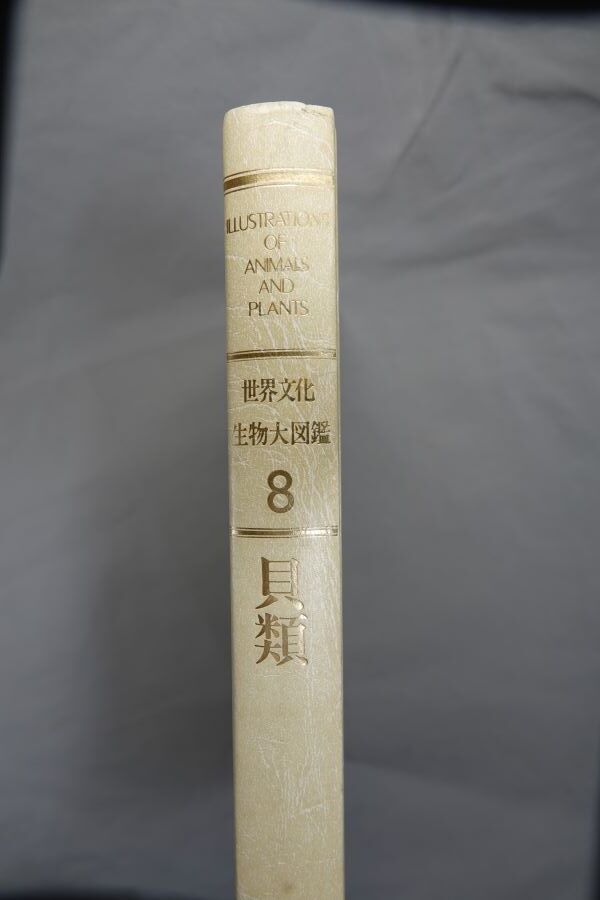 ILLUSTRATIONS
OF
ANIMALS
AND
PLANTS
世界文化
生物大図鑑
8
貝類